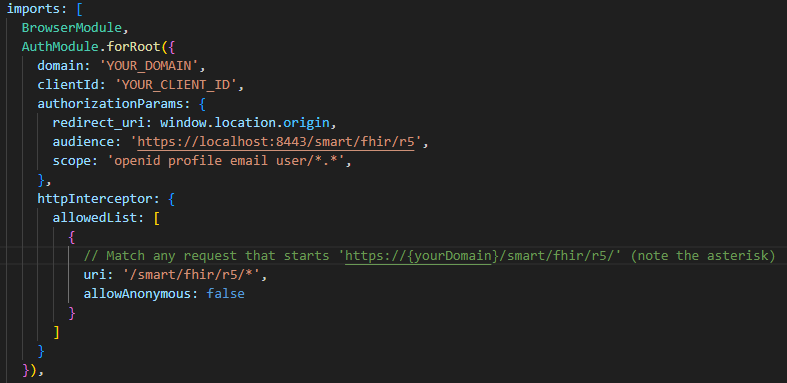 imports: [
BrowserModule,
AuthModule.forRoot({
domain: 'YOUR_DOMAIN',
clientId: 'YOUR_CLIENT_ID',
authorizationParams: {
redirect_uri: window.location.origin,
audience: 'https://localhost:8443/smart/fhir/r5',
scope: 'openid profile email user/*.*',
},
httpInterceptor: {
allowedList: [
{
// Match any request that starts 'https://{yourDomain}/smart/fhir/r5/' (note the asterisk)
uri: '/smart/fhir/r5/*',
allowAnonymous: false
}
]
}
}),